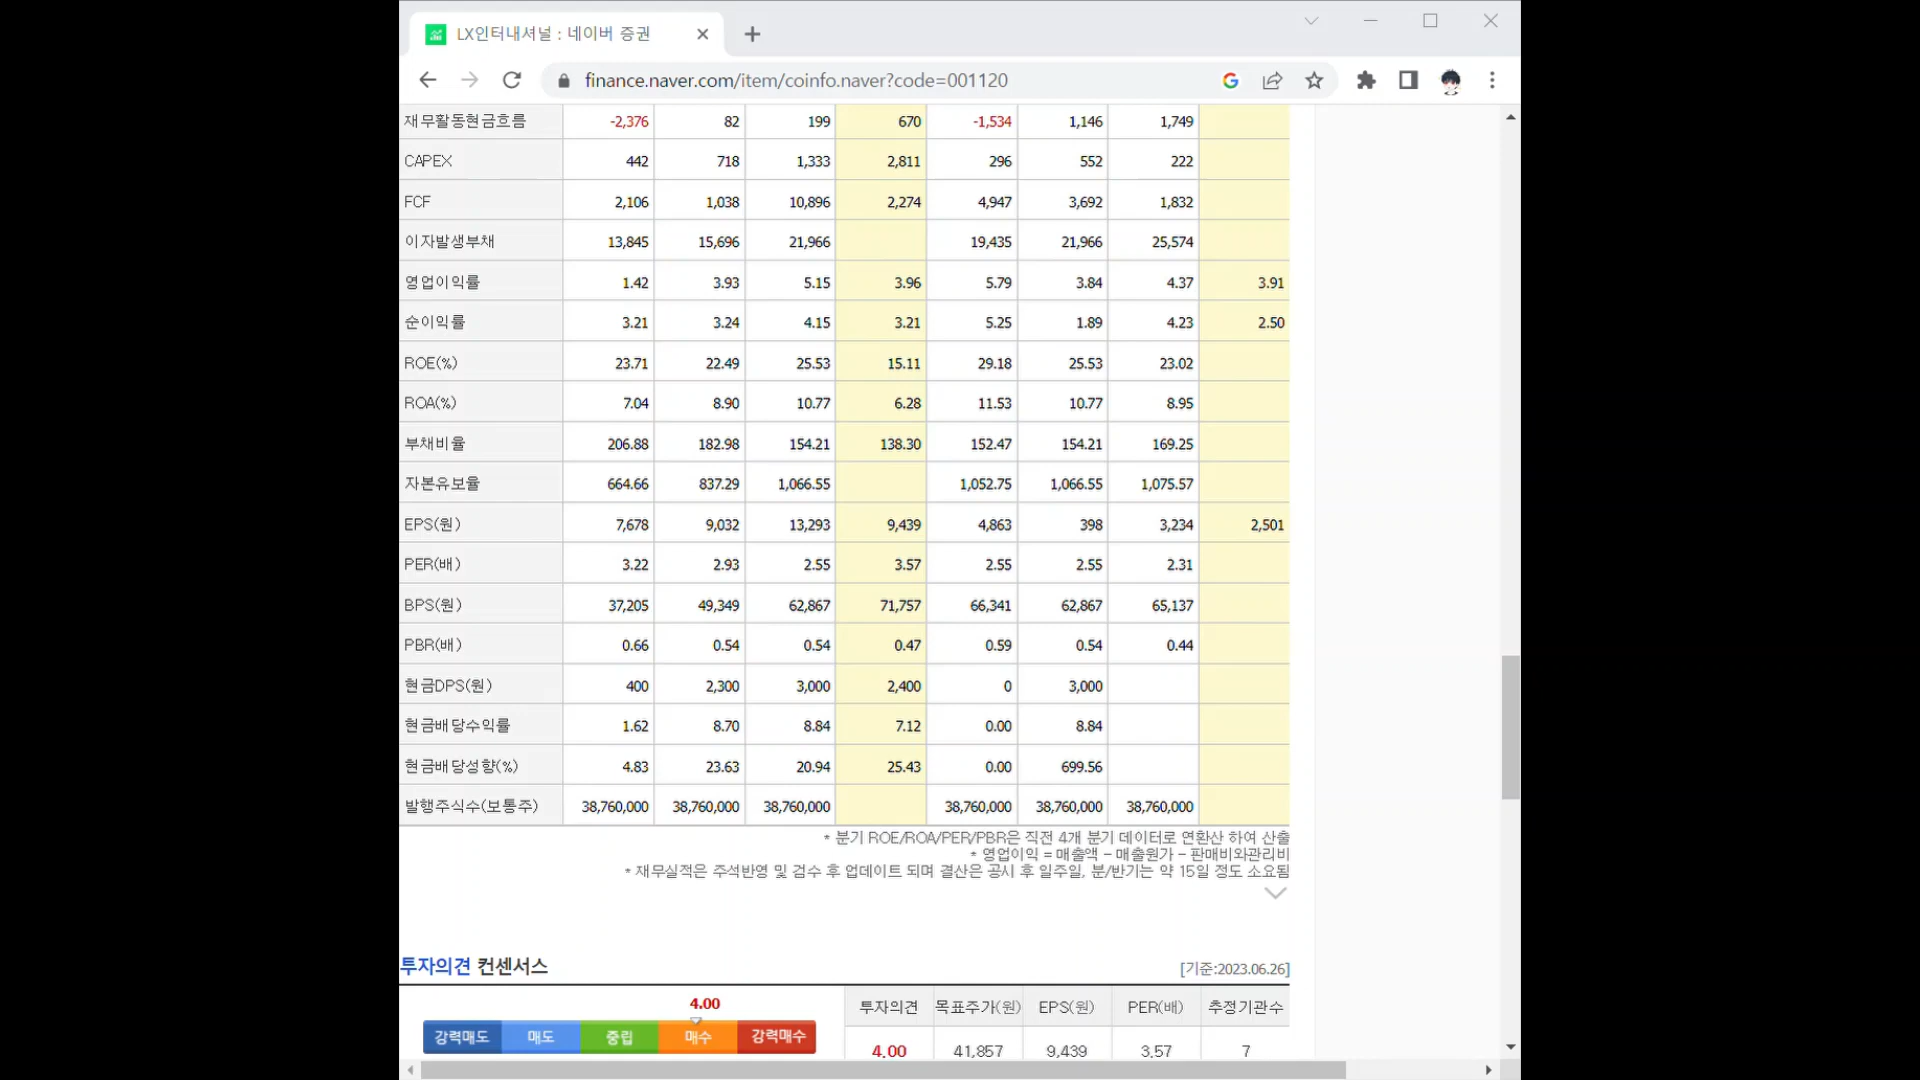 LX인터내셔널 : 네이버 증권
finance.naver.com/item/coinfo.naver?code=001120
재무활동현금흐름 -2,376 82 199 670 -1,534 1,146 1,749
CAPEX 442 718 1,333 2,811 296 552 222
FCF 2,106 1,038 10,896 2,274 4,947 3,692 1,832
이자발생부채 13,845 15,696 21,966 19,435 21,966 25,574
영업이익률 1.42 3.93 5.15 3.96 5.79 3.84 4.37 3.91
순이익률 3.21 3.24 4.15 3.21 5.25 1.89 4.23 2.50
ROE(%) 23.71 22.49 25.53 15.11 29.18 25.53 23.02
ROA(%) 7.04 8.90 10.77 6.28 11.53 10.77 8.95
부채비율 206.88 182.98 154.21 138.30 152.47 154.21 169.25
자본유보율 664.66 837.29 1,066.55 1,052.75 1,066.55 1,075.57
EPS(원) 7,678 9,032 13,293 9,439 4,863 398 3,234 2,501
PER(배) 3.22 2.93 2.55 3.57 2.55 2.55 2.31
BPS(원) 37,205 49,349 62,867 71,757 66,341 62,867 65,137
PBR(배) 0.66 0.54 0.54 0.47 0.59 0.54 0.44
현금DPS(원) 400 2,300 3,000 2,400 0 3,000
현금배당수익률 1.62 8.70 8.84 7.12 0.00 8.84
현금배당성향(%) 4.83 23.63 20.94 25.43 0.00 699.56
발행주식수(보통주) 38,760,000 38,760,000 38,760,000 38,760,000 38,760,000 38,760,000
* 분기 ROE/ROA/PER/PBR은 직전 4개 분기 데이터로 연환산 하여 산출
* 영업이익 = 매출액 - 매출원가 - 판매비와관리비
* 재무실적은 주석반영 및 검수 후 업데이트 되며 결산은 공시 후 일주일, 분/반기는 약 15일 정도 소요됨
투자의견 컨센서스 [기준:2023.06.26]
4.00
강력매도 매도 중립 매수 강력매수
투자의견 목표주가(원) EPS(원) PER(배) 추정기관수
4.00 41,857 9,439 3.57 7